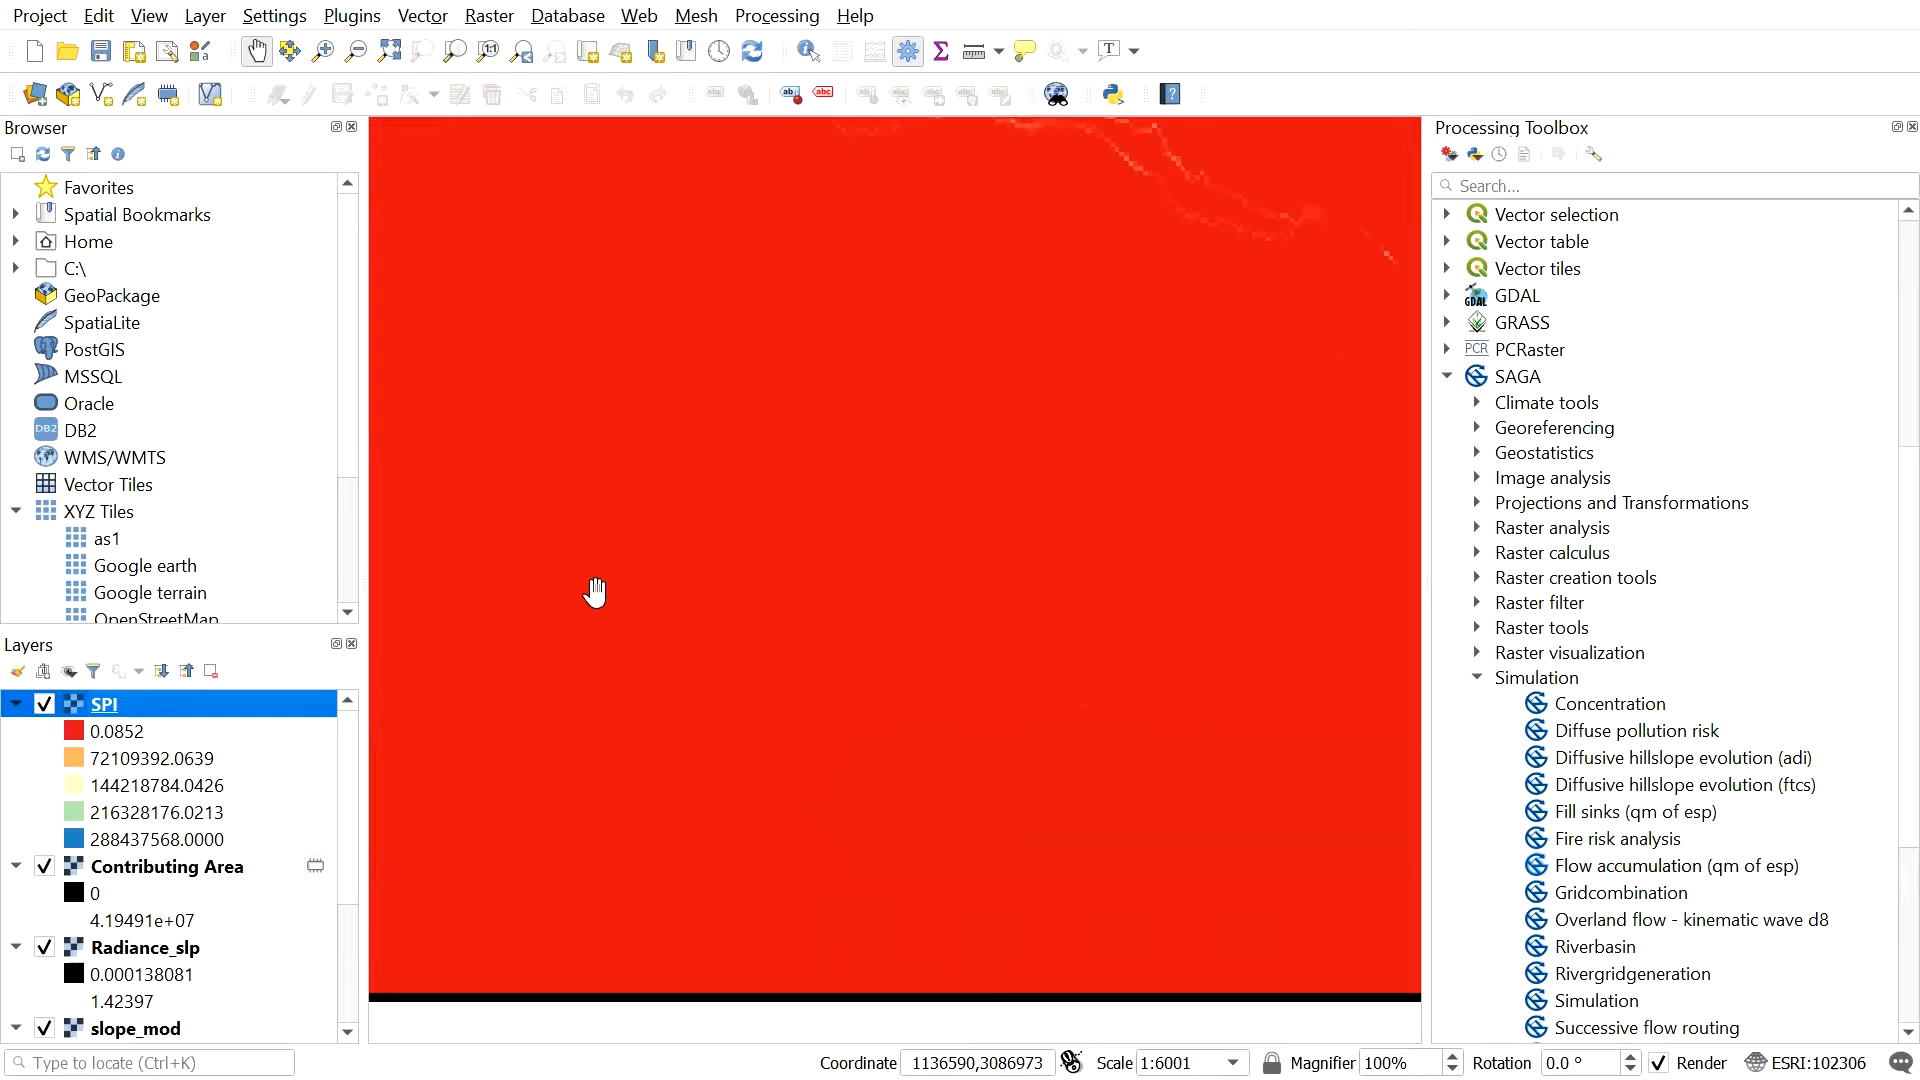 Project Edit View Layer Settings Plugins Vector Raster Database Web Mesh Processing Help
Browser
Favorites
Spatial Bookmarks
Home
C:\
GeoPackage
SpatiaLite
PostGIS
MSSQL
Oracle
DB2
WMS/WMTS
Vector Tiles
XYZ Tiles
as1
Google earth
Google terrain
OpenStreetMap
Layers
SPI
0.0852
72109392.0639
144218784.0426
216328176.0213
288437568.0000
Contributing Area
0
4.19491e+07
Radiance_slp
0.000138081
1.42397
slope_mod
Processing Toolbox
Search...
Vector selection
Vector table
Vector tiles
GDAL GDAL
GRASS
PCR PCRaster
SAGA
Climate tools
Georeferencing
Geostatistics
Image analysis
Projections and Transformations
Raster analysis
Raster calculus
Raster creation tools
Raster filter
Raster tools
Raster visualization
Simulation
Concentration
Diffuse pollution risk
Diffusive hillslope evolution (adi)
Diffusive hillslope evolution (ftcs)
Fill sinks (qm of esp)
Fire risk analysis
Flow accumulation (qm of esp)
Gridcombination
Overland flow - kinematic wave d8
Riverbasin
Rivergridgeneration
Simulation
Successive flow routing
Type to locate (Ctrl+K) Coordinate 1136590,3086973 Scale 1:6001 Magnifier 100% Rotation 0.0 ° Render ESRI:102306